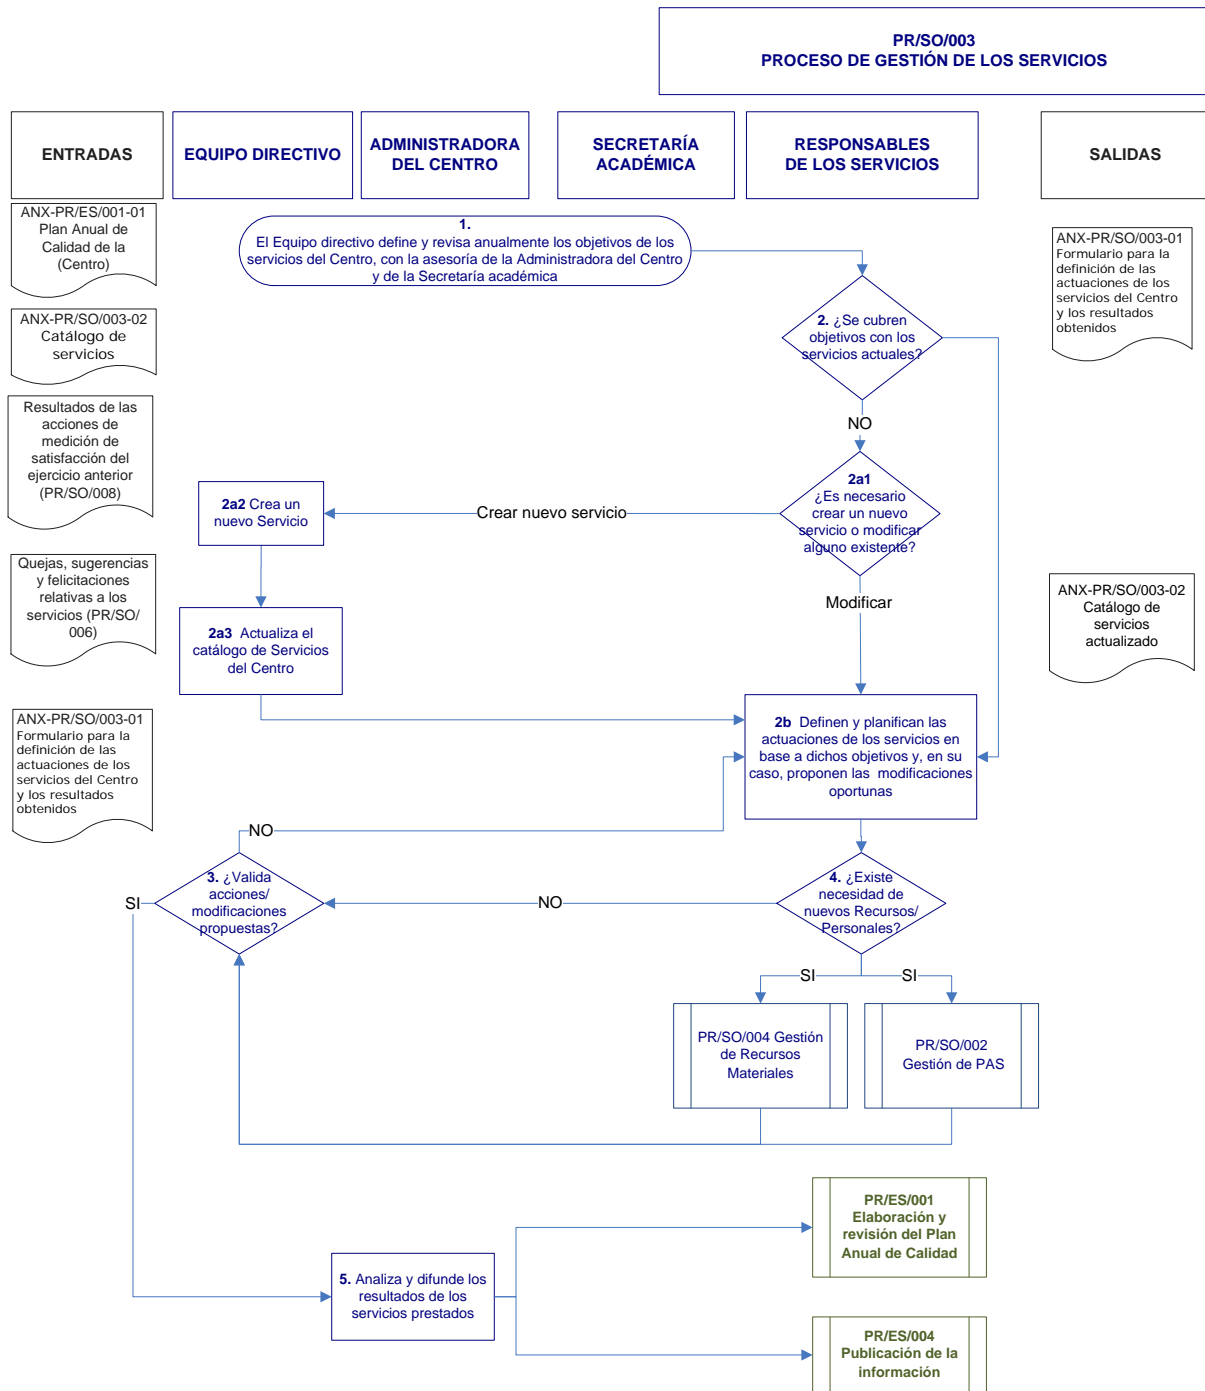 PR/SO/003
PROCESO DE GESTIÓN DE LOS SERVICIOS
ENTRADAS
EQUIPO DIRECTIVO
ADMINISTRADORA
DEL CENTRO
SECRETARÍA
ACADÉMICA
RESPONSABLES
DE LOS SERVICIOS
SALIDAS
ANX-PR/ES/001-01
Plan Anual de
Calidad de la
(Centro)
ANX-PR/SO/003-02
Catálogo de
servicios
Resultados de las
acciones de
medición de
satisfacción del
ejercicio anterior
(PR/SO/008)
Quejas, sugerencias
y felicitaciones
relativas a los
servicios (PR/SO/
006)
ANX-PR/SO/003-01
Formulario para la
definición de las
actuaciones de los
servicios del Centro
y los resultados
obtenidos
1.
El Equipo directivo define y revisa anualmente los objetivos de los
servicios del Centro, con la asesoría de la Administradora del Centro
y de la Secretaría académica
2. ¿Se cubren
objetivos con los
servicios actuales?
NO
2a1
¿Es necesario
crear un nuevo
servicio o modificar
alguno existente?
Crear nuevo servicio
2a2 Crea un
nuevo Servicio
2a3 Actualiza el
catálogo de Servicios
del Centro
Modificar
2b Definen y planifican las
actuaciones de los servicios en
base a dichos objetivos y, en su
caso, proponen las modificaciones
oportunas
NO
3. ¿Valida
acciones/
modificaciones
propuestas?
SI
NO
4. ¿Existe
necesidad de
nuevos Recursos/
Personales?
SI
SI
PR/SO/004 Gestión
de Recursos
Materiales
PR/SO/002
Gestión de PAS
5. Analiza y difunde los
resultados de los
servicios prestados
PR/ES/001
Elaboración y
revisión del Plan
Anual de Calidad
PR/ES/004
Publicación de la
información
ANX-PR/SO/003-01
Formulario para la
definición de las
actuaciones de los
servicios del Centro
y los resultados
obtenidos
ANX-PR/SO/003-02
Catálogo de
servicios
actualizado